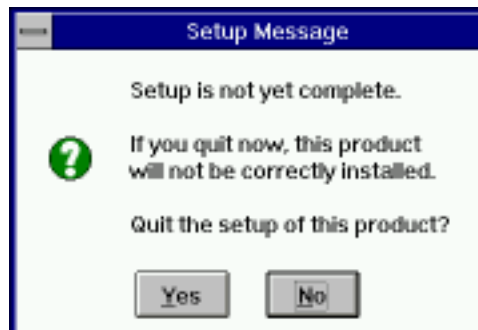 Setup Message
Setup is not yet complete.
If you quit now, this product
will not be correctly installed.
Quit the setup of this product?
Yes No